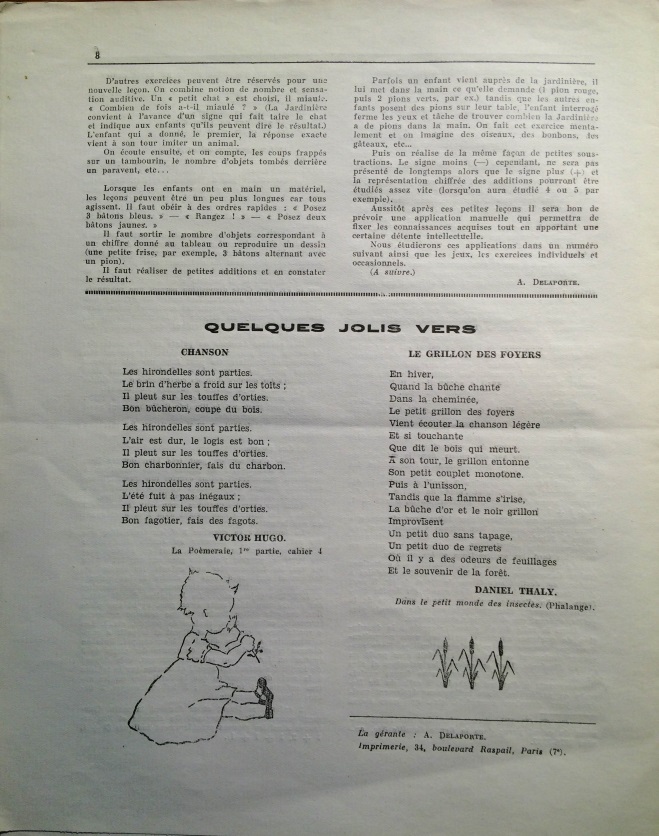 8
D'autres exercices peuvent être réservés pour une
nouvelle leçon. On combine notion de nombre et sensa-
tion auditive. Un « petit chat » est choisi, il miaule.
« Combien de fois a-t-il miaulé ? » (La Jardinière
convient à l'avance d'un signe qui fait taire le chat
et indique aux enfants qu'ils peuvent dire le résultat.)
L'enfant qui a donné, le premier, la réponse exacte
vient à son tour imiter un animal.
On écoute ensuite, et on compte, les coups frappés
sur un tambourin, le nombre d'objets tombés derrière
un paravent, etc...
Lorsque les enfants ont en main un matériel,
les leçons peuvent être un peu plus longues car tous
agissent. Il faut obéir à des ordres rapides : « Posez
3 bâtons bleus. » — « Rangez ! » — « Posez deux
bâtons jaunes. »
Il faut sortir le nombre d'objets correspondant à
un chiffre donné au tableau ou reproduire un dessin
(une petite frise, par exemple, 3 bâtons alternant avec
un pion).
Il faut réaliser de petites additions et en constater
le résultat.
Parfois un enfant vient auprès de la jardinière, il
lui met dans la main ce qu'elle demande (1 pion rouge,
puis 2 pions verts, par ex.) tandis que les autres en-
fants posent des pions sur leur table, l'enfant interrogé
ferme les yeux et tâche de trouver combien la Jardinière
a de pions dans la main. On fait cet exercice menta-
lement et on imagine des oiseaux, des bonbons, des
gâteaux, etc...
Puis on réalise de la même façon de petites sous-
tractions. Le signe moins (—) cependant, ne sera pas
présenté de longtemps alors que le signe plus (+) et
la représentation chiffrée des additions pourront être
étudiés assez vite (lorsqu'on aura étudié 4 ou 5 par
exemple).
Aussitôt après ces petites leçons il sera bon de
prévoir une application manuelle qui permettra de
fixer les connaissances acquises tout en apportant une
certaine détente intellectuelle.
Nous étudierons ces applications dans un numéro
suivant ainsi que les jeux, les exercices individuels et
occasionnels.
(A suivre.)
A. DELAPORTE.
QUELQUES JOLIS VERS
CHANSON
Les hirondelles sont parties.
Le brin d'herbe a froid sur les toits ;
Il pleut sur les touffes d'orties.
Bon bûcheron, coupe du bois.
Les hirondelles sont parties.
L'air est dur, le logis est bon ;
Il pleut sur les touffes d'orties.
Bon charbonnier, fais du charbon.
Les hirondelles sont parties.
L'été fuit à pas inégaux ;
Il pleut sur les touffes d'orties.
Bon fagotier, fais des fagots.
VICTOR HUGO.
La Poèmeraie, 1re partie, cahier 4
LE GRILLON DES FOYERS
En hiver,
Quand la bûche chante
Dans la cheminée,
Le petit grillon des foyers
Vient écouter la chanson légère
Et si touchante
Que dit le bois qui meurt.
A son tour, le grillon entonne
Son petit couplet monotone.
Puis à l'unisson,
Tandis que la flamme s'irise,
La bûche d'or et le noir grillon
Improvisent
Un petit duo sans tapage,
Un petit duo de regrets
Où il y a des odeurs de feuillages
Et le souvenir de la forêt.
DANIEL THALY.
Dans le petit monde des insectes. (Phalange).
La gérante : A. DELAPORTE.
Imprimerie, 34, boulevard Raspail, Paris (7e).